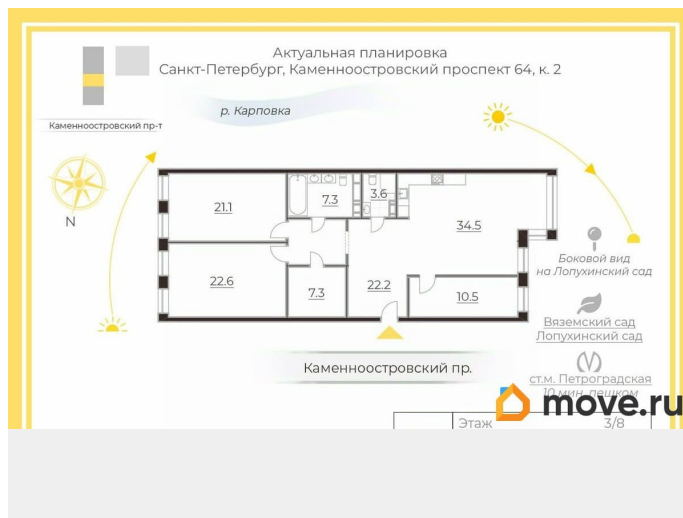 Актуальная планировка
Санкт-Петербург, Каменноостровский проспект 64, к. 2
р. Карповка
Каменноостровский пр-т
N
21.1
7.3
3.6
34.5
22.6
7.3
22.2
10.5
Боковой вид
на Лопухинский сад
Вяземский сад
Лопухинский сад
Каменноостровский пр.
ст.м. Петроградская
10 мин. пешком
move.ru
Этаж 3/8